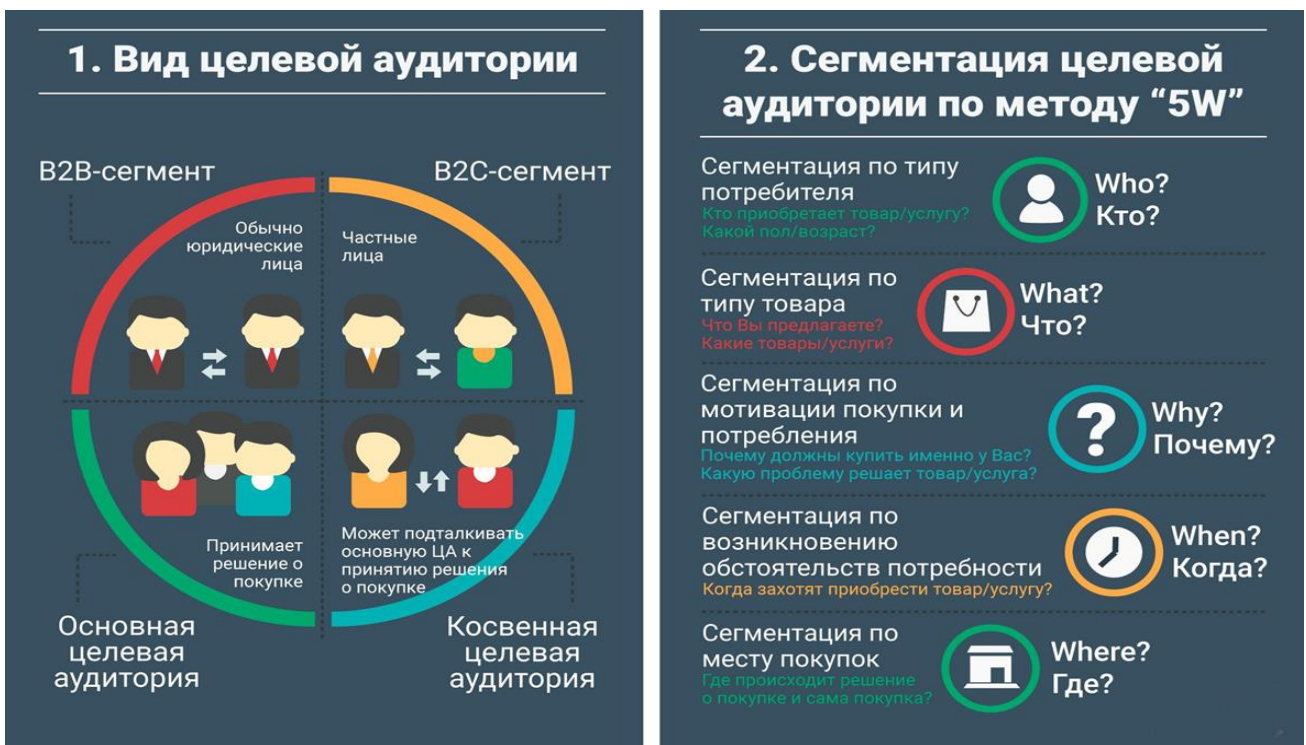 1. Вид целевой аудитории
B2B-сегмент
B2C-сегмент
Обычно
юридические
лица
Частные
лица
Принимает
решение о
покупке
Может подталкивать
основную ЦА к
принятию решения
о покупке
Основная
целевая
аудитория
Косвенная
целевая
аудитория
2. Сегментация целевой
аудитории по методу “5W”
Сегментация по типу
потребителя
Кто приобретает товар/услугу?
Какой пол/возраст?
Who?
Кто?
Сегментация по
типу товара
Что Вы предлагаете?
Какие товары/услуги?
What?
Что?
Сегментация по
мотивации покупки и
потребления
Почему должны купить именно у Вас?
Какую проблему решает товар/услуга?
?
Why?
Почему?
Сегментация по
возникновению
обстоятельств потребности
Когда захотят приобрести товар/услугу?
When?
Когда?
Сегментация по
месту покупок
Где происходит решение
о покупке и сама покупка?
Where?
Где?